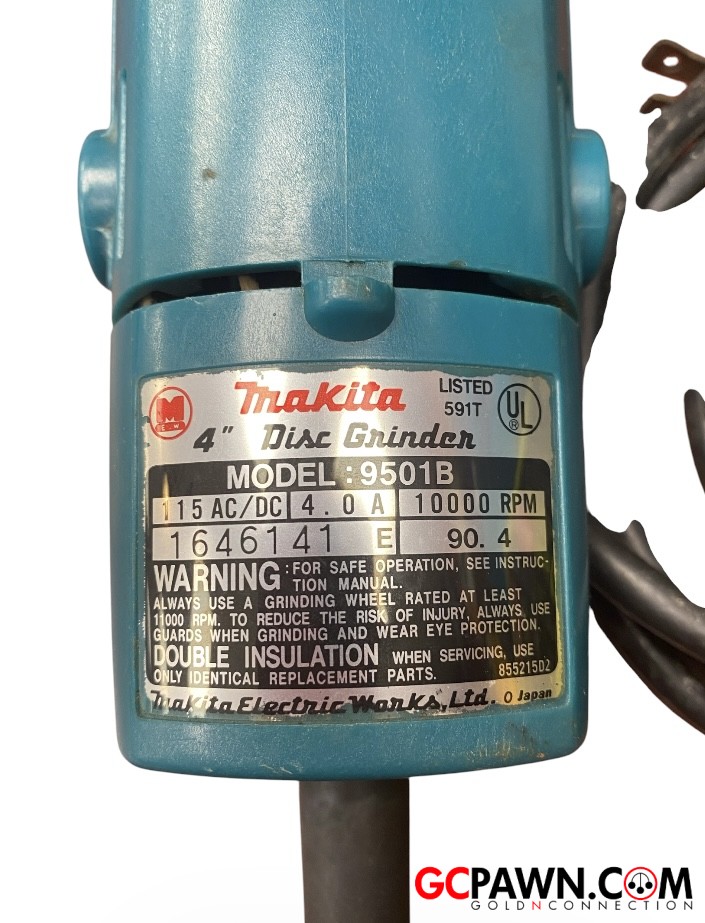 M
E.W.
Makita
LISTED
591T
UL
®
4" Disc Grinder
MODEL:9501B
115 AC/DC 4.0 A 10000 RPM
1646141 E 90. 4
WARNING :FOR SAFE OPERATION, SEE INSTRUC-
TION MANUAL.
ALWAYS USE A GRINDING WHEEL RATED AT LEAST
11000 RPM. TO REDUCE THE RISK OF INJURY, ALWAYS USE
GUARDS WHEN GRINDING AND WEAR EYE PROTECTION.
DOUBLE INSULATION WHEN SERVICING, USE
ONLY IDENTICAL REPLACEMENT PARTS. 855215D2
Makita Electric Works, Ltd. O Japan
GCPAWN.COM
GOLDNCONNECTION